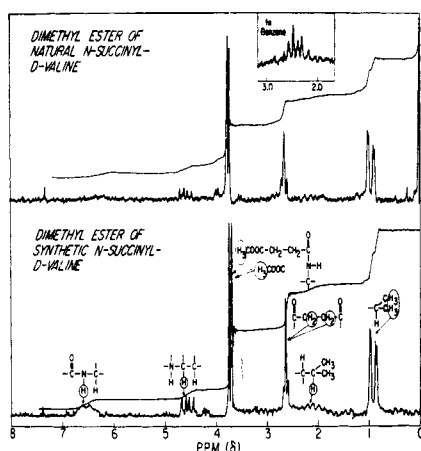 DIMETHYL ESTER OF
NATURAL N-SUCCINYL-
D-VALINE
In
Benzene
3.0 2.0
DIMETHYL ESTER OF
SYNTHETIC N-SUCCINYL-
D-VALINE
H3COOC-CH2-CH2-C-N-H
H3COOC
O
C-N-C-
H H
-N-C-C-
H H
C-CH2-CH2-C
O O
H-C-C
CH3
CH3
H
-C
CH3
CH3
H
8 7 6 5 4 3 2 1 0
PPM (δ)